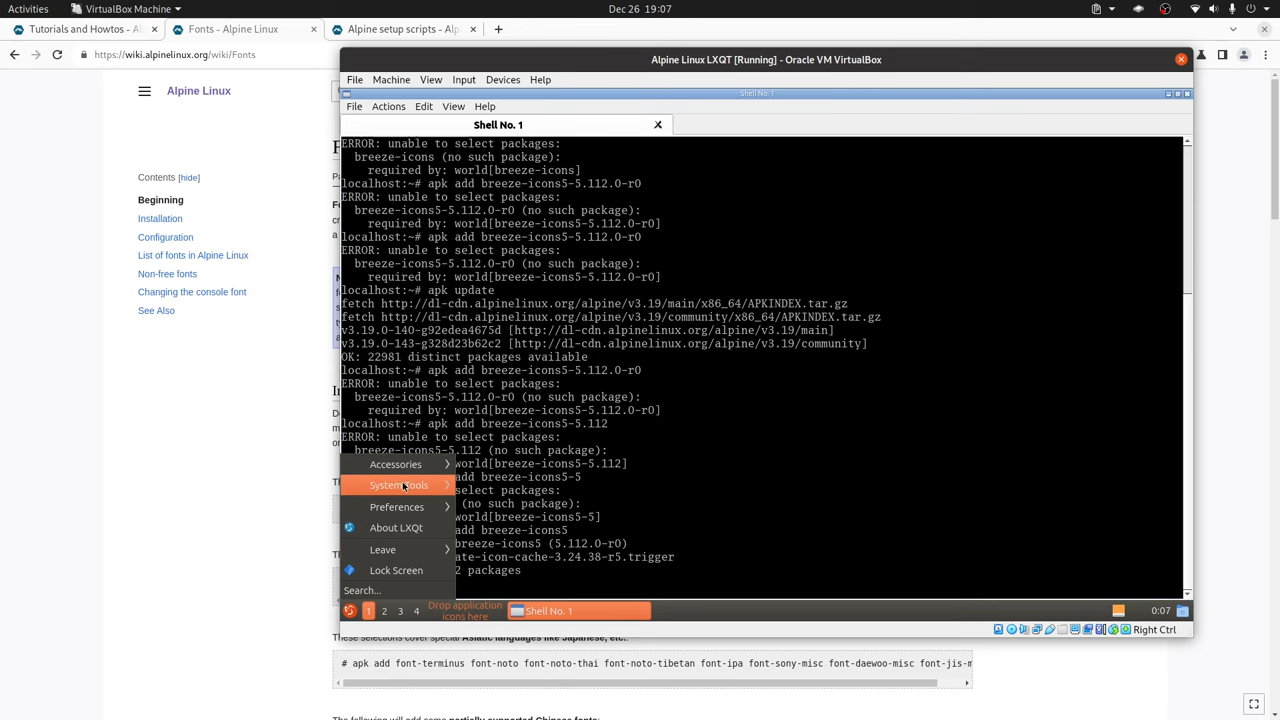 Activities
VirtualBox Machine
Dec 26 19:07
Tutorials and Howtos - A
Fonts - Alpine Linux
Alpine setup scripts - Alp
https://wiki.alpinelinux.org/wiki/Fonts
Alpine Linux
Contents [hide]
Beginning
Installation
Configuration
List of fonts in Alpine Linux
Non-free fonts
Changing the console font
See Also
Alpine Linux LXQT [Running] - Oracle VM VirtualBox
File Machine View Input Devices Help
Shell No. 1
File Actions Edit View Help
Shell No. 1
ERROR: unable to select packages:
breeze-icons (no such package):
required by: world[breeze-icons]
localhost:~# apk add breeze-icons5-5.112.0-r0
ERROR: unable to select packages:
breeze-icons5-5.112.0-r0 (no such package):
required by: world[breeze-icons5-5.112.0-r0]
localhost:~# apk add breeze-icons5-5.112.0-r0
ERROR: unable to select packages:
breeze-icons5-5.112.0-r0 (no such package):
required by: world[breeze-icons5-5.112.0-r0]
localhost:~# apk update
fetch http://dl-cdn.alpinelinux.org/alpine/v3.19/main/x86_64/APKINDEX.tar.gz
fetch http://dl-cdn.alpinelinux.org/alpine/v3.19/community/x86_64/APKINDEX.tar.gz
v3.19.0-140-g92edea4675d [http://dl-cdn.alpinelinux.org/alpine/v3.19/main]
v3.19.0-143-g328d23b62c2 [http://dl-cdn.alpinelinux.org/alpine/v3.19/community]
OK: 22981 distinct packages available
localhost:~# apk add breeze-icons5-5.112.0-r0
ERROR: unable to select packages:
breeze-icons5-5.112.0-r0 (no such package):
required by: world[breeze-icons5-5.112.0-r0]
localhost:~# apk add breeze-icons5-5.112
ERROR: unable to select packages:
breeze-icons5-5.112 (no such package):
world[breeze-icons5-5.112]
add breeze-icons5-5
select packages:
(no such package):
world[breeze-icons5-5]
add breeze-icons5
breeze-icons5 (5.112.0-r0)
ate-icon-cache-3.24.38-r5.trigger
2 packages
Accessories
System Tools
Preferences
About LXQt
Leave
Lock Screen
Search...
1 2 3 4
Drop application
icons here
Shell No. 1
0:07
Right Ctrl
These selections cover special Asiatic languages like Japanese, etc..
# apk add font-terminus font-noto font-noto-thai font-noto-tibetan font-ipa font-sony-misc font-daewoo-misc font-jis-m
The following will add some partially supported Chinese fonts: